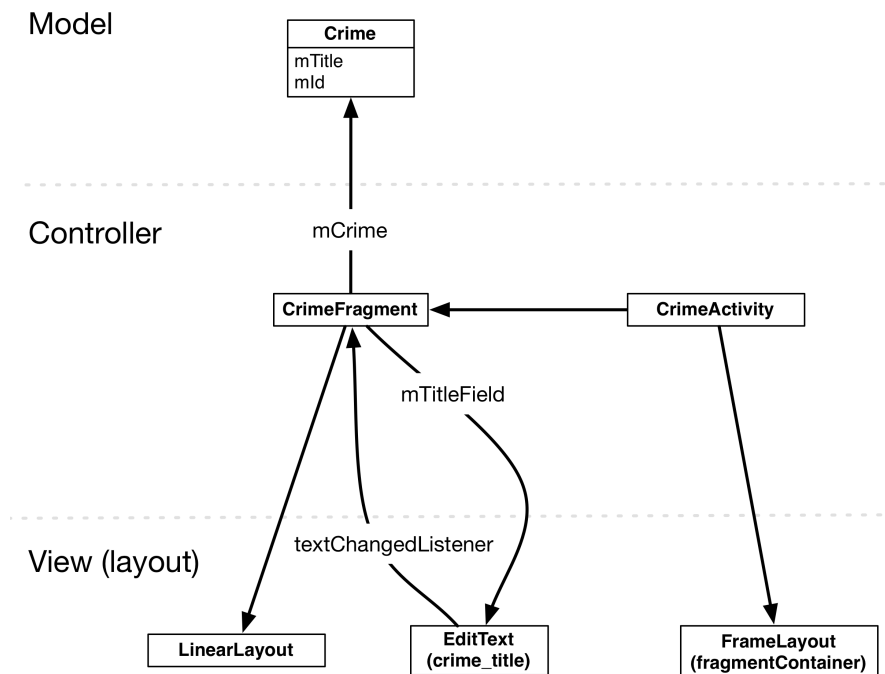 Model
Crime
mTitle
mId
Controller
mCrime
CrimeFragment
CrimeActivity
mTitleField
textChangedListener
View (layout)
LinearLayout
EditText
(crime_title)
FrameLayout
(fragmentContainer)